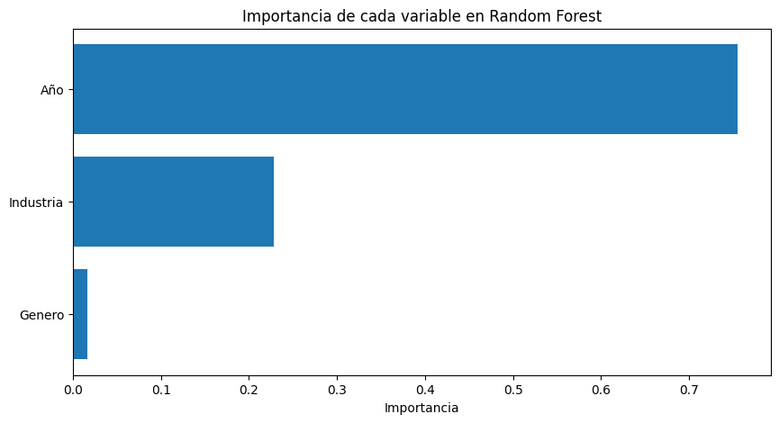 Importancia de cada variable en Random Forest
Año
Industria
Genero
0.0 0.1 0.2 0.3 0.4 0.5 0.6 0.7
Importancia